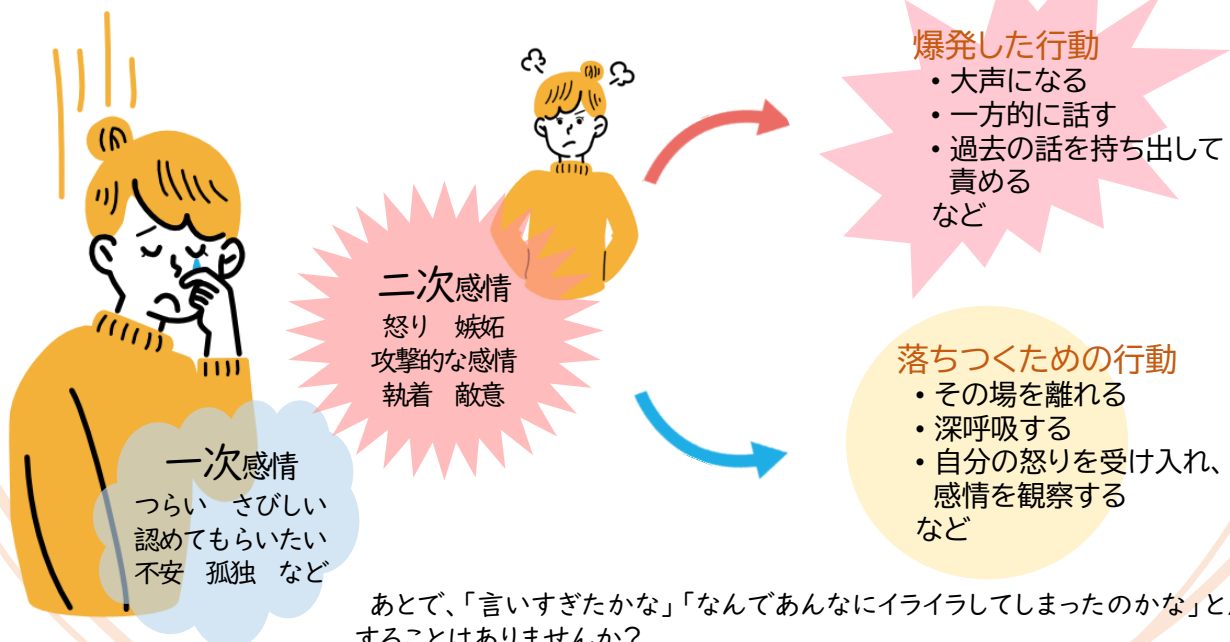 爆発した行動
・大声になる
・一方的に話す
・過去の話を持ち出して
責める
など
二次感情
怒り　嫉妬
攻撃的な感情
執着　敵意
落ちつくための行動
・その場を離れる
・深呼吸する
・自分の怒りを受け入れ、
感情を観察する
など
一次感情
つらい　さびしい
認めてもらいたい
不安　孤独　など
あとで、「言いすぎたかな」「なんであんなにイライラしてしまったのかな」と
することはありませんか？